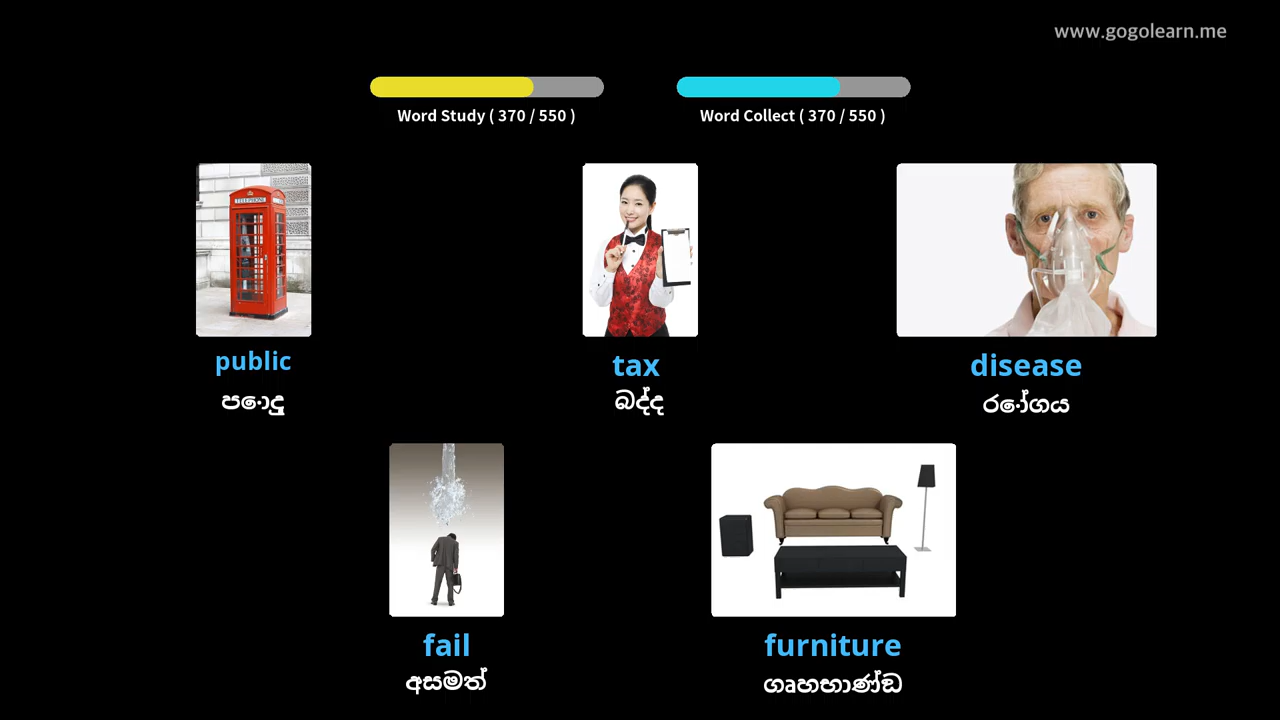 www.gogolearn.me
Word Study ( 370 / 550 )
Word Collect ( 370 / 550 )
TELEPHONE
public
tax
disease
පොදු
බද්ද
රෝගය
fail
furniture
අසමත්
ගෘහභාණ්ඩ